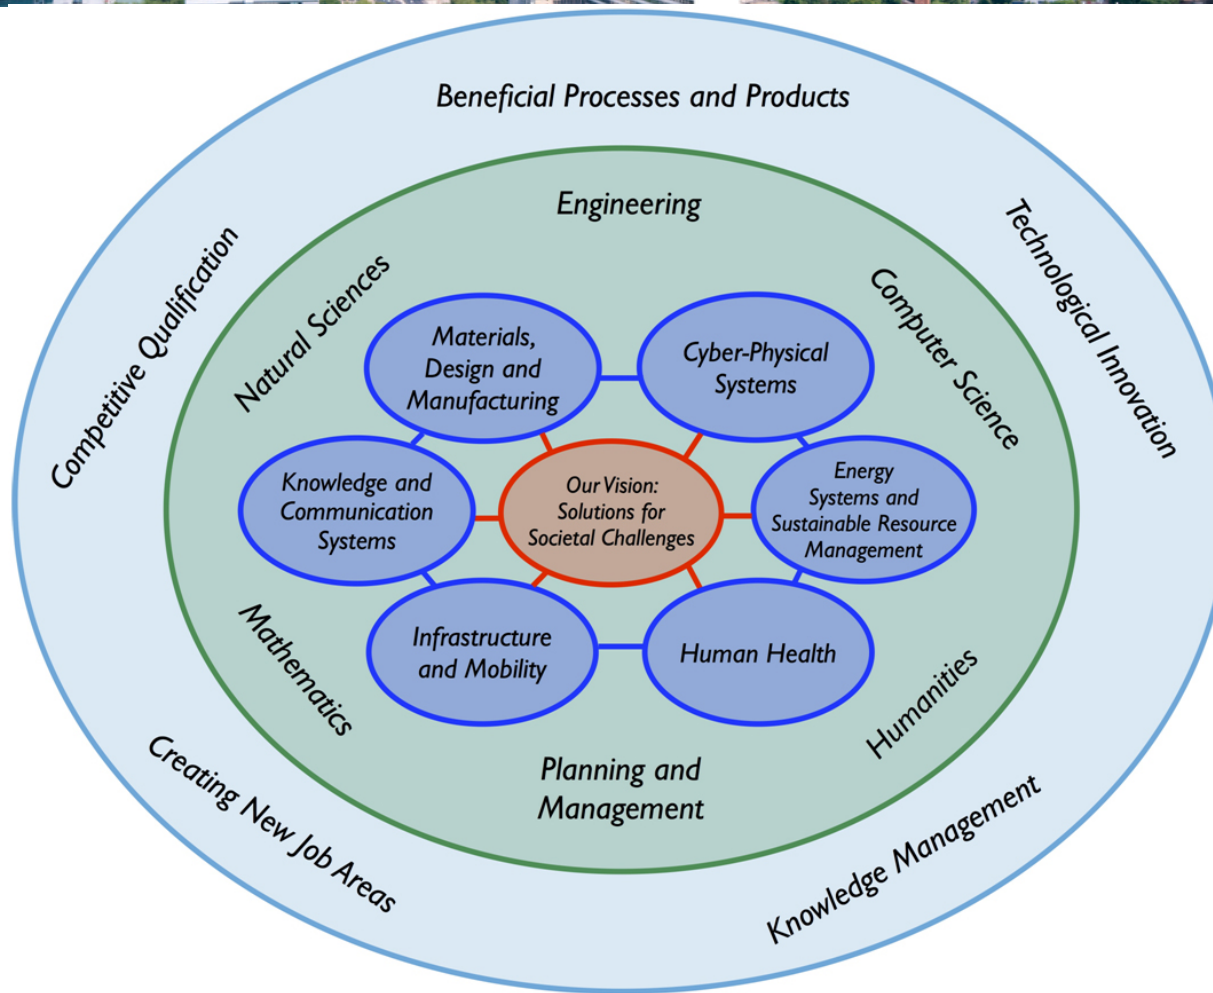 Beneficial Processes and Products
Engineering
Technological Innovation
Competitive Qualification
Natural Sciences
Computer Science
Materials,
Design and
Manufacturing
Cyber-Physical
Systems
Knowledge and
Communication
Systems
Our Vision:
Solutions for
Societal Challenges
Energy
Systems and
Sustainable Resource
Management
Infrastructure
and Mobility
Human Health
Mathematics
Humanities
Planning and
Management
Creating New Job Areas
Knowledge Management